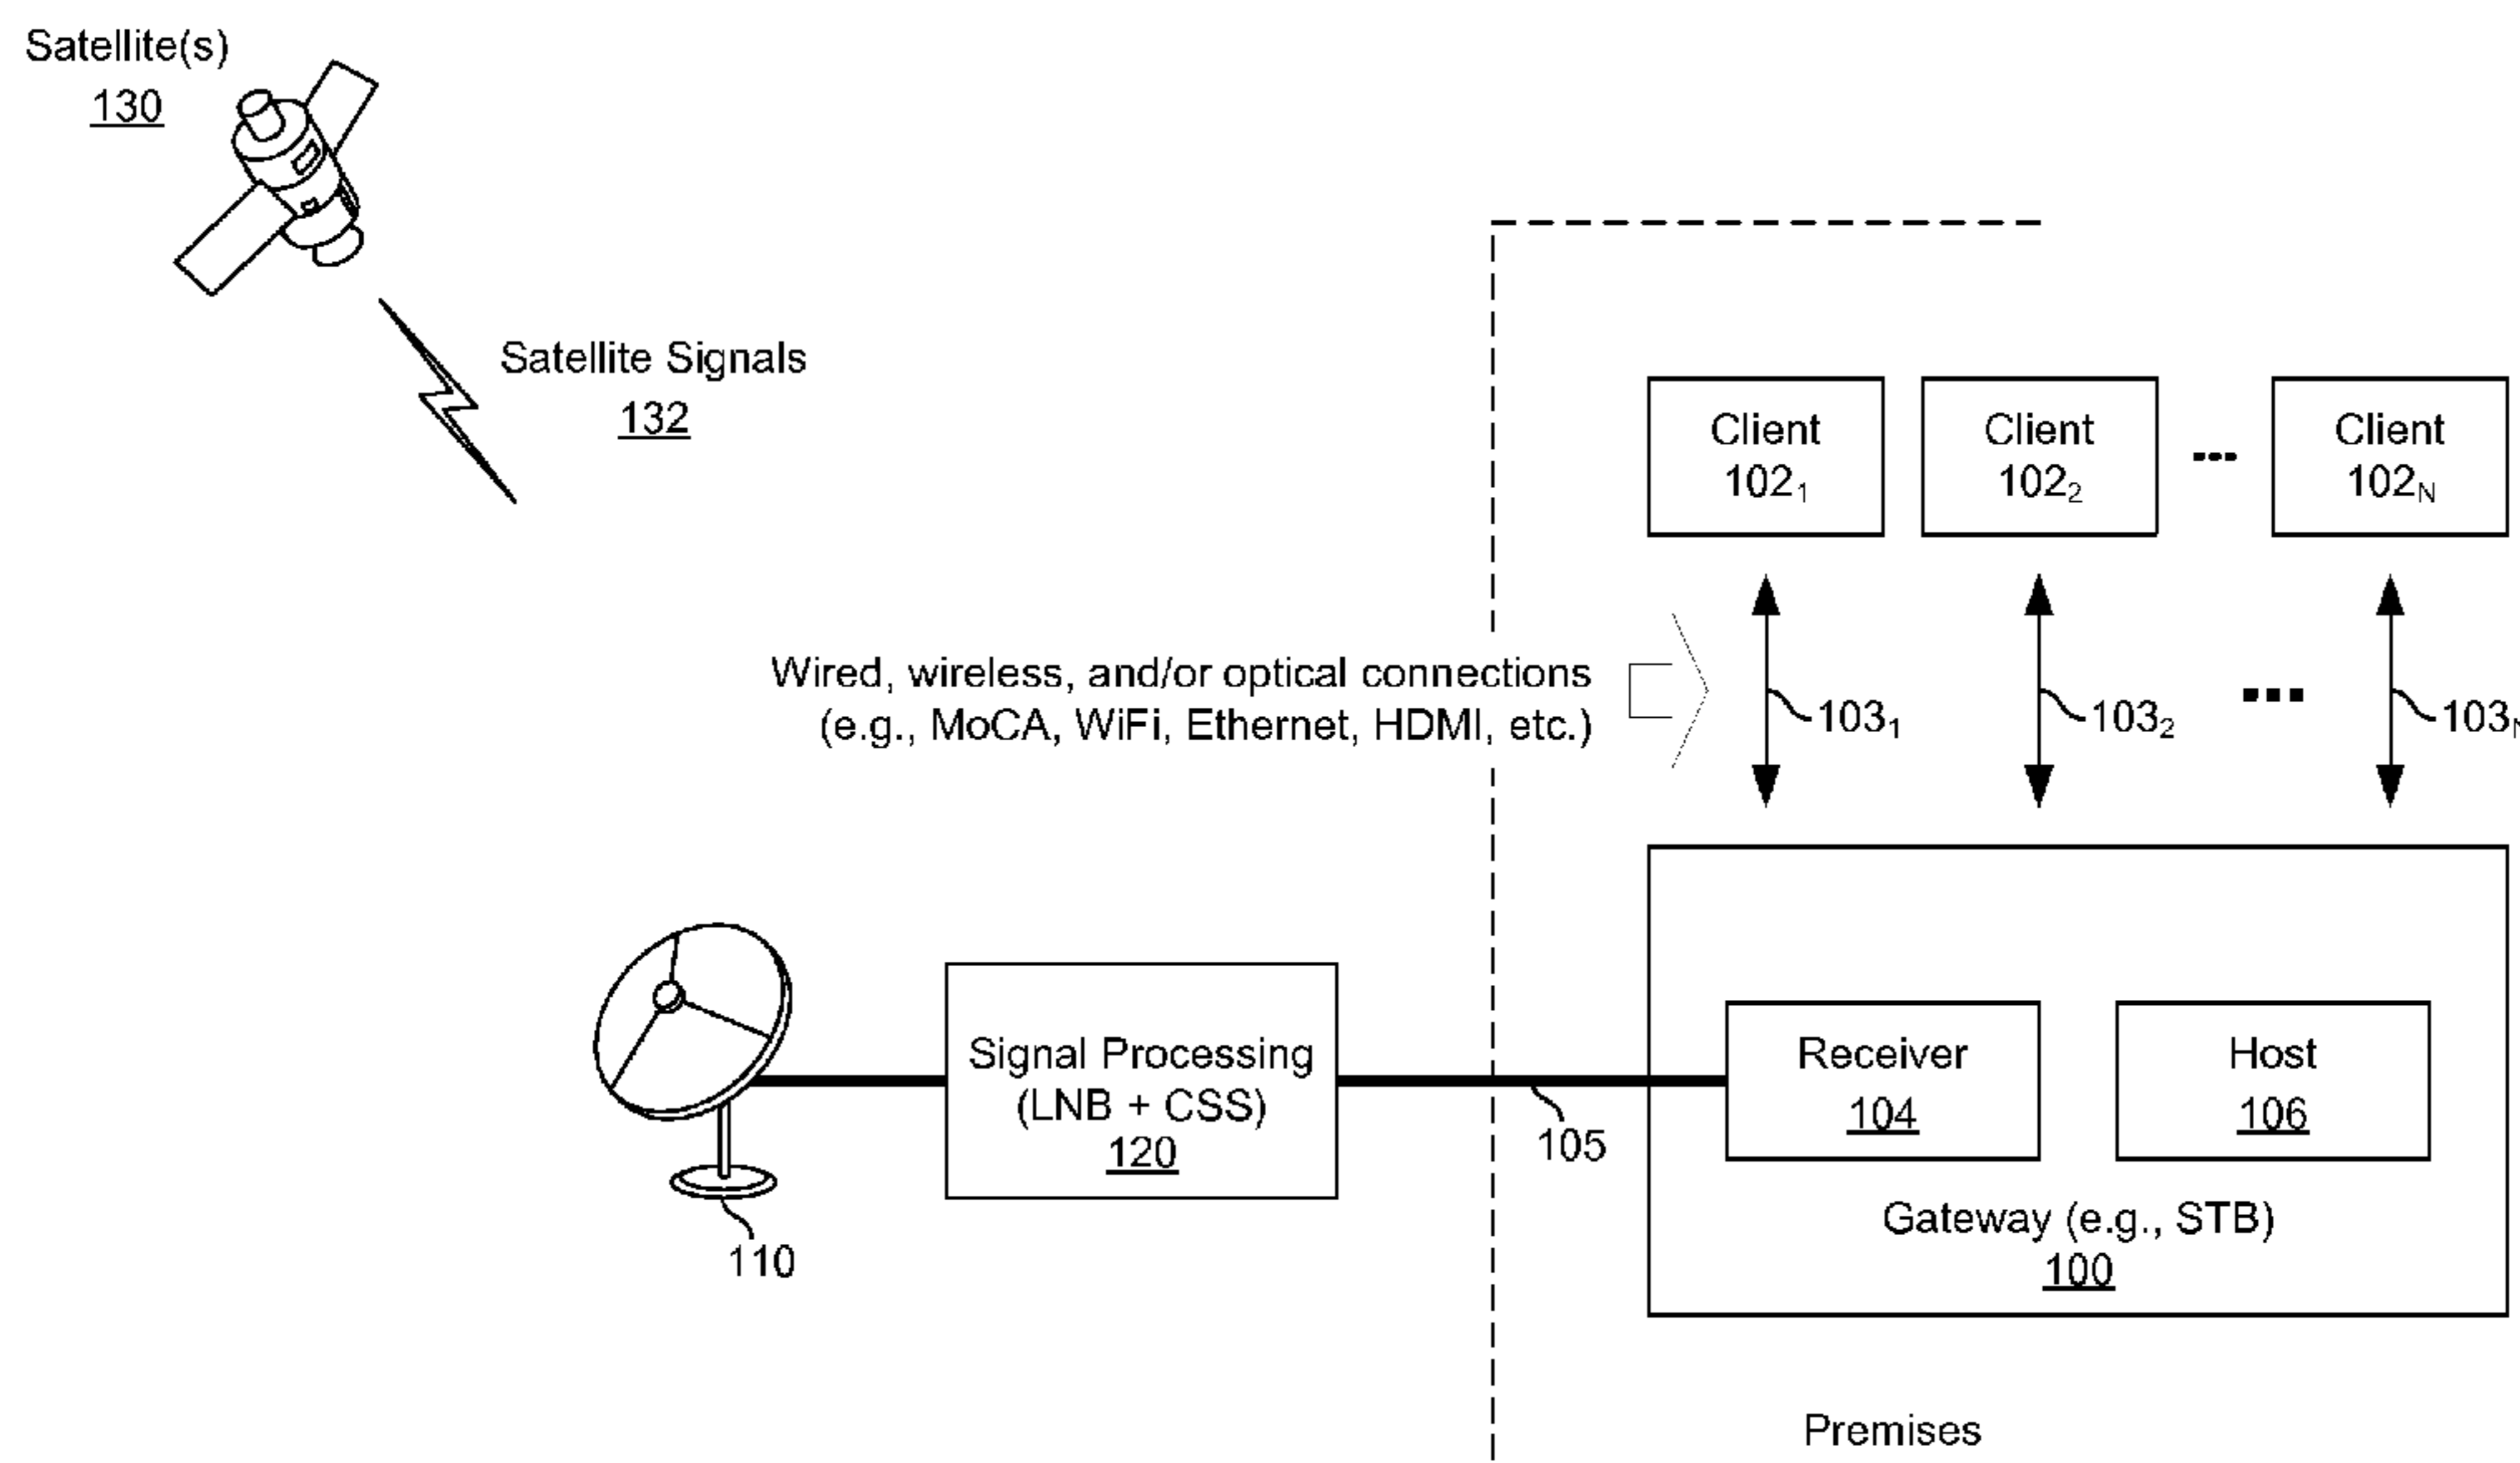 Satellite(s)
130
Satellite Signals
132
Client
102₁
Client
102₂
...
Client
102N
Wired, wireless, and/or optical connections
(e.g., MoCA, WiFi, Ethernet, HDMI, etc.)
103₁
103₂
...
103N
Signal Processing
(LNB + CSS)
120
105
110
Receiver
104
Host
106
Gateway (e.g., STB)
100
Premises